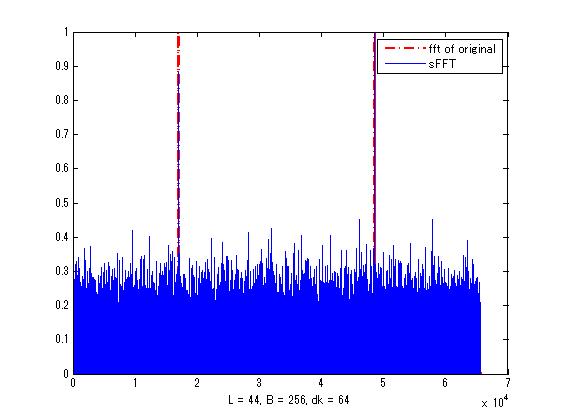 1
0.9
0.8
0.7
0.6
0.5
0.4
0.3
0.2
0.1
0
fft of original
sFFT
0 1 2 3 4 5 6 7
x 10^4
L = 44, B = 256, dk = 64